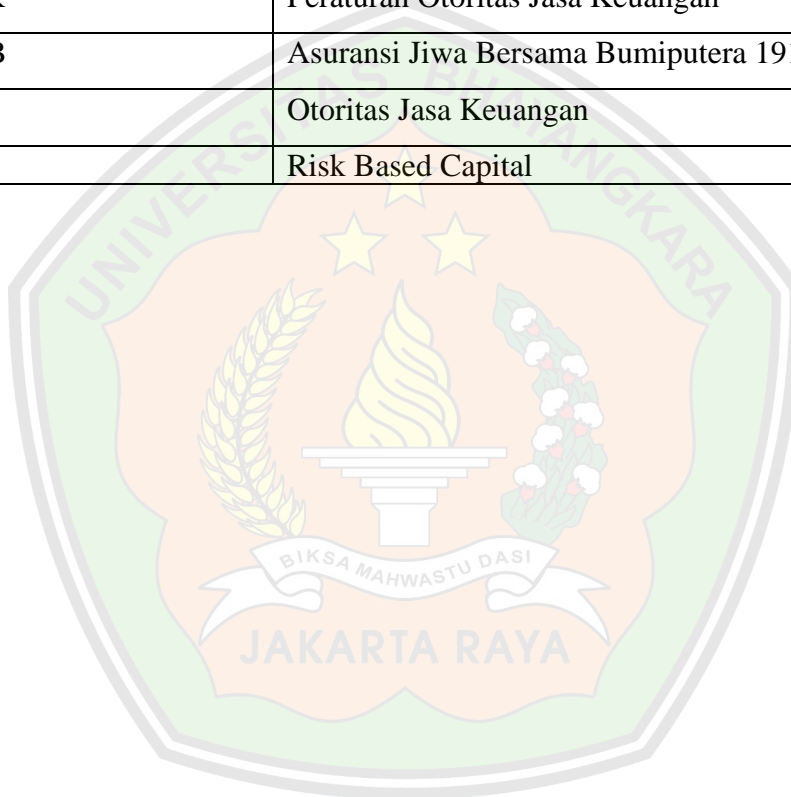 Peraturan Otoritas Jasa Keuangan
B Asuransi Jiwa Bersama Bumiputera 191
Otoritas Jasa Keuangan
Risk Based Capital
UNIVERSITAS BHAYANGKARA
BIKSA MAHWASTU DASI
JAKARTA RAYA